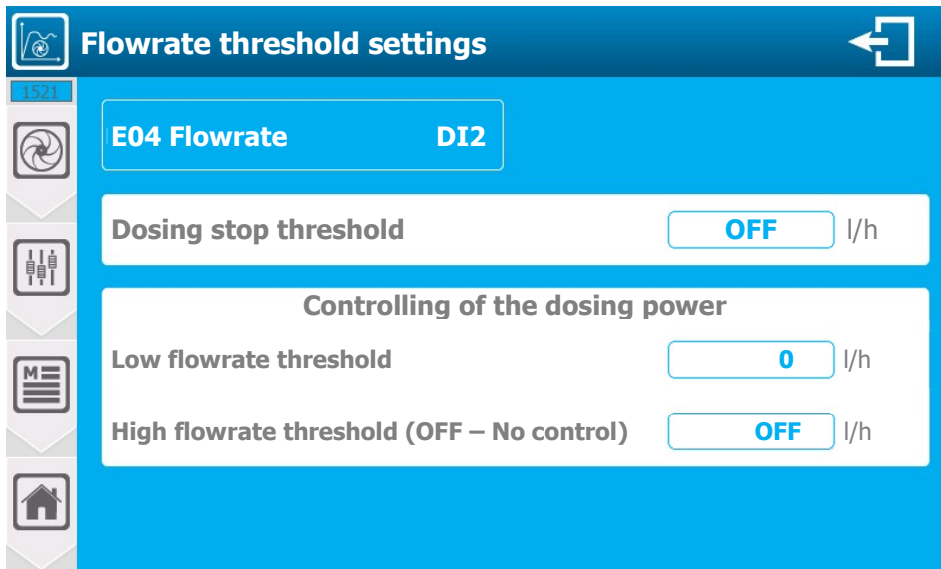 Flowrate threshold settings
1521
E04 Flowrate DI2
Dosing stop threshold OFF l/h
Controlling of the dosing power
Low flowrate threshold 0 l/h
M
High flowrate threshold (OFF – No control) OFF l/h